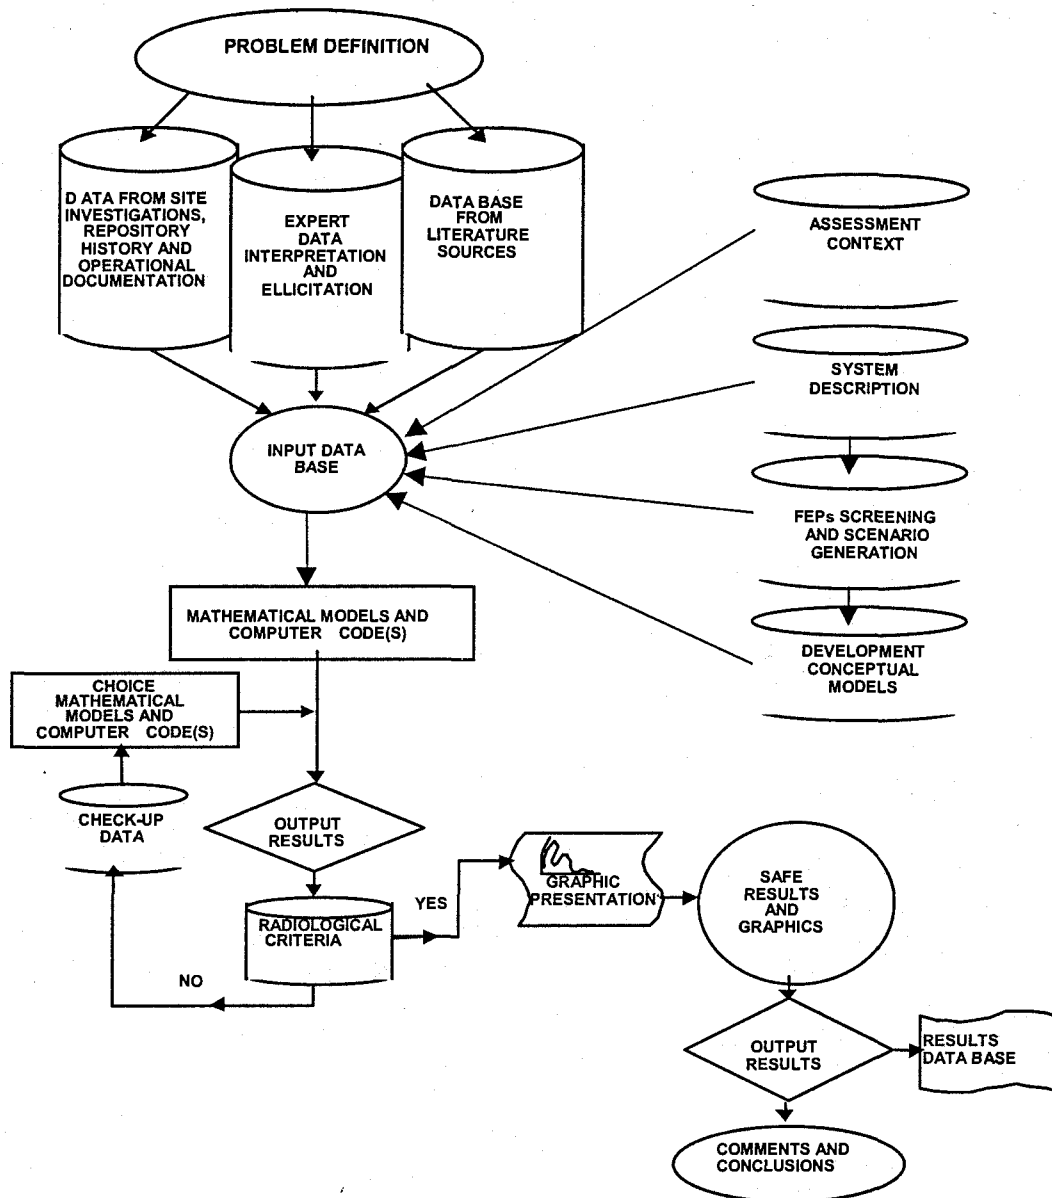 PROBLEM DEFINITION
D ATA FROM SITE
INVESTIGATIONS,
REPOSITORY
HISTORY AND
OPERATIONAL
DOCUMENTATION
EXPERT
DATA
INTERPRETATION
AND
ELLICITATION
DATA BASE
FROM
LITERATURE
SOURCES
ASSESSMENT
CONTEXT
SYSTEM
DESCRIPTION
INPUT DATA
BASE
FEPs SCREENING
AND SCENARIO
GENERATION
MATHEMATICAL MODELS AND
COMPUTER CODE(S)
DEVELOPMENT
CONCEPTUAL
MODELS
CHOICE
MATHEMATICAL
MODELS AND
COMPUTER CODE(S)
CHECK-UP
DATA
OUTPUT
RESULTS
RADIOLOGICAL
CRITERIA
YES
NO
GRAPHIC
PRESENTATION
SAFE
RESULTS
AND
GRAPHICS
OUTPUT
RESULTS
RESULTS
DATA BASE
COMMENTS AND
CONCLUSIONS